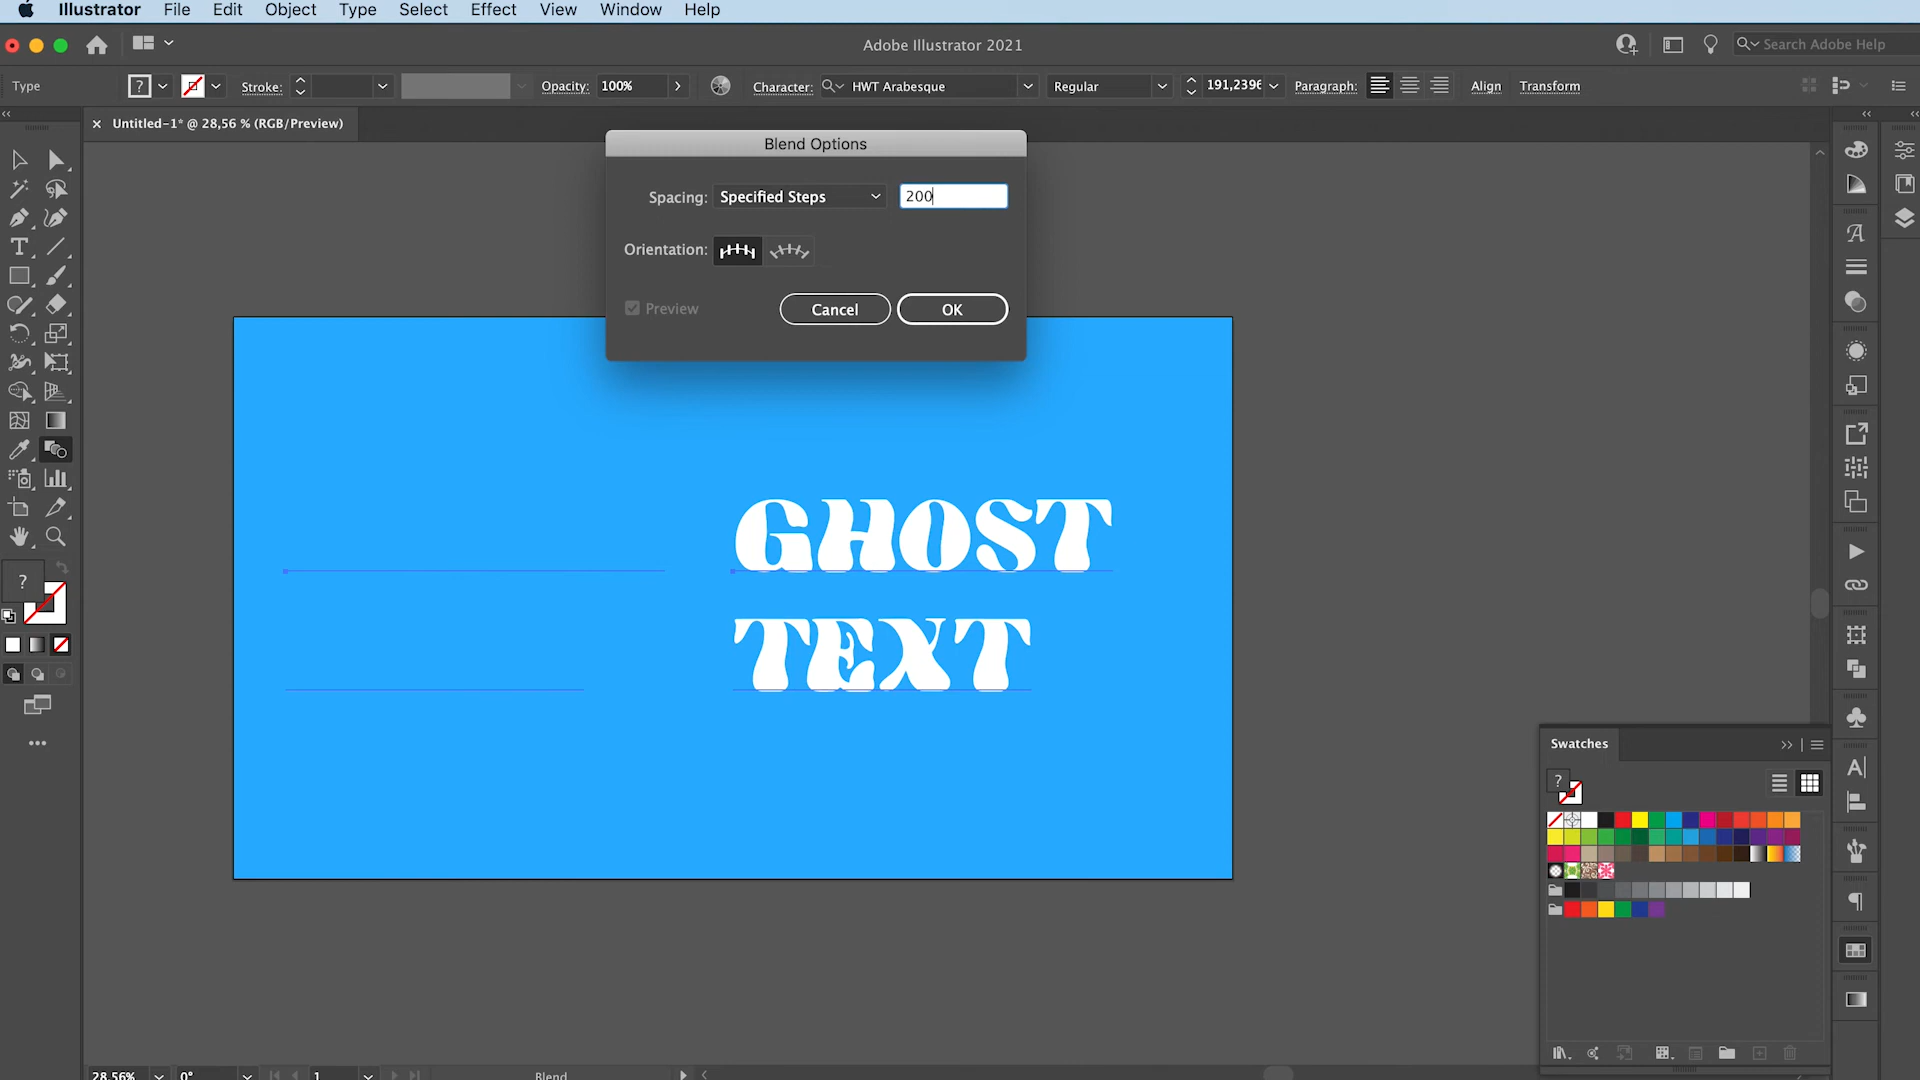 Illustrator File Edit Object Type Select Effect View Window Help
Adobe Illustrator 2021
Search Adobe Help
Type
?
Stroke:
Opacity: 100%
Character: HWT Arabesque
Regular
191,2396
Paragraph:
Align
Transform
× Untitled-1* @ 28,56 % (RGB/Preview)
Blend Options
Spacing: Specified Steps 200
Orientation:
Preview
Cancel
OK
GHOST
TEXT
?
Swatches
?
28,56%
0°
1
Blend